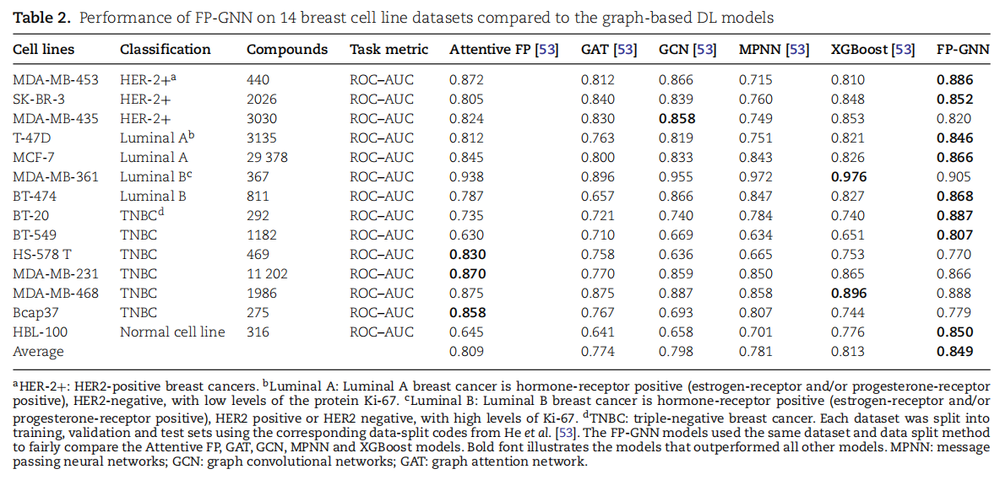 Table 2. Performance of FP-GNN on 14 breast cell line datasets compared to the graph-based DL models
Cell lines Classification Compounds Task metric Attentive FP [53] GAT [53] GCN [53] MPNN [53] XGBoost [53] FP-GNN
MDA-MB-453 HER-2+a 440 ROC–AUC 0.872 0.812 0.866 0.715 0.810 0.886
SK-BR-3 HER-2+ 2026 ROC–AUC 0.805 0.840 0.839 0.760 0.848 0.852
MDA-MB-435 HER-2+ 3030 ROC–AUC 0.824 0.830 0.858 0.749 0.853 0.820
T-47D Luminal Ab 3135 ROC–AUC 0.812 0.763 0.819 0.751 0.821 0.846
MCF-7 Luminal A 29 378 ROC–AUC 0.845 0.800 0.833 0.843 0.826 0.866
MDA-MB-361 Luminal Bc 367 ROC–AUC 0.938 0.896 0.955 0.972 0.976 0.905
BT-474 Luminal B 811 ROC–AUC 0.787 0.657 0.866 0.847 0.827 0.868
BT-20 TNBCd 292 ROC–AUC 0.735 0.721 0.740 0.784 0.740 0.887
BT-549 TNBC 1182 ROC–AUC 0.630 0.710 0.669 0.634 0.651 0.807
HS-578 T TNBC 469 ROC–AUC 0.830 0.758 0.636 0.665 0.753 0.770
MDA-MB-231 TNBC 11 202 ROC–AUC 0.870 0.770 0.859 0.850 0.865 0.866
MDA-MB-468 TNBC 1986 ROC–AUC 0.875 0.875 0.887 0.858 0.896 0.888
Bcap37 TNBC 275 ROC–AUC 0.858 0.767 0.693 0.807 0.744 0.779
HBL-100 Normal cell line 316 ROC–AUC 0.645 0.641 0.658 0.701 0.776 0.850
Average 0.809 0.774 0.798 0.781 0.813 0.849
aHER-2+: HER2-positive breast cancers. bLuminal A: Luminal A breast cancer is hormone-receptor positive (estrogen-receptor and/or progesterone-receptor
positive), HER2-negative, with low levels of the protein Ki-67. cLuminal B: Luminal B breast cancer is hormone-receptor positive (estrogen-receptor and/or
progesterone-receptor positive), HER2 positive or HER2 negative, with high levels of Ki-67. dTNBC: triple-negative breast cancer. Each dataset was split into
training, validation and test sets using the corresponding data-split codes from He et al. [53]. The FP-GNN models used the same dataset and data split method
to fairly compare the Attentive FP, GAT, GCN, MPNN and XGBoost models. Bold font illustrates the models that outperformed all other models. MPNN: message
passing neural networks; GCN: graph convolutional networks; GAT: graph attention network.